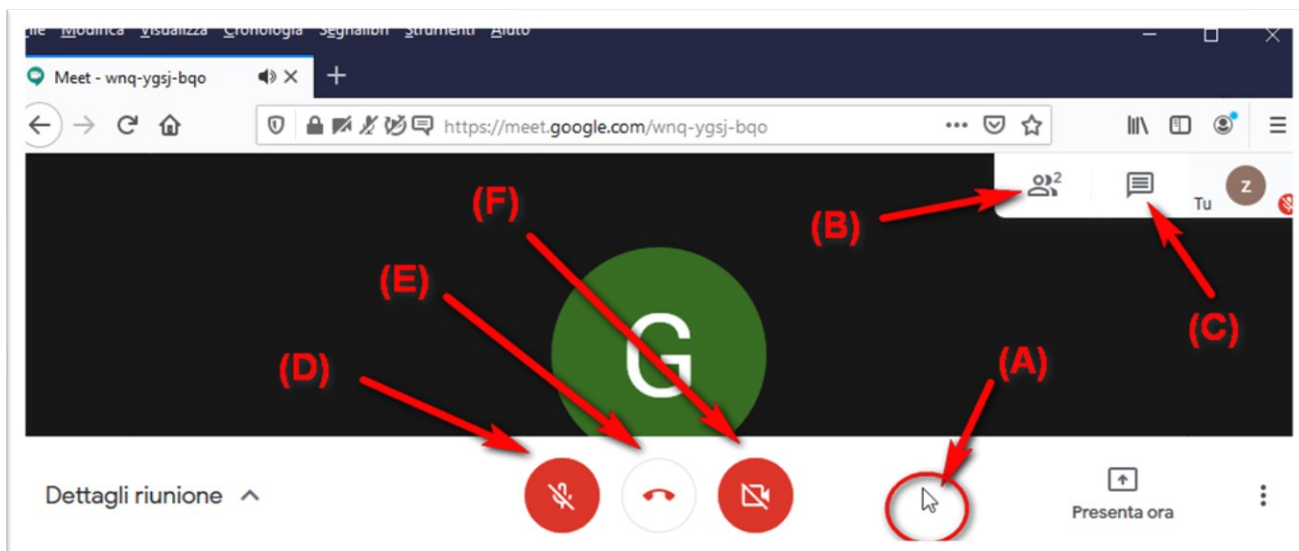 File Modifica Visualizza Cronologia Segnalibri Strumenti Aiuto
Meet - wnq-ygsj-bqo
https://meet.google.com/wnq-ygsj-bqo
2
Tu Z
(F)
(B)
(E)
(C)
G
(D)
(A)
Dettagli riunione
Presenta ora